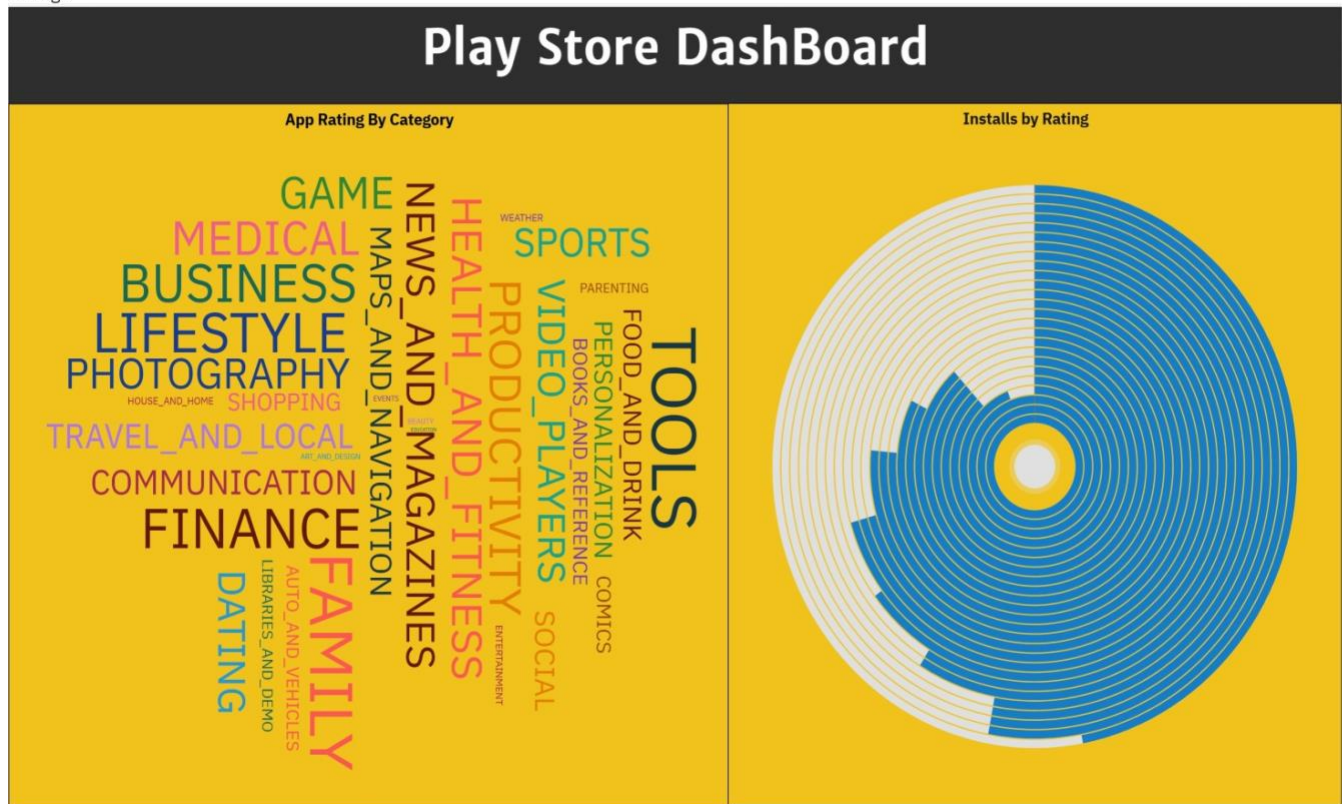 Play Store DashBoard
App Rating By Category
Installs by Rating
GAME
MEDICAL
BUSINESS
LIFESTYLE
PHOTOGRAPHY
HOUSE_AND_HOME
SHOPPING
TRAVEL_AND_LOCAL
ART_AND_DESIGN
COMMUNICATION
FINANCE
FAMILY
DATING
LIBRARIES_AND_DEMO
AUTO_AND_VEHICLES
MAPS_AND_NAVIGATION
EVENTS
NEWS_AND_MAGAZINES
BEAUTY
EDUCATION
HEALTH_AND_FITNESS
WEATHER
SPORTS
PRODUCTIVITY
ENTERTAINMENT
VIDEO_PLAYERS
SOCIAL
PARENTING
BOOKS_AND_REFERENCE
PERSONALIZATION
COMICS
FOOD_AND_DRINK
TOOLS